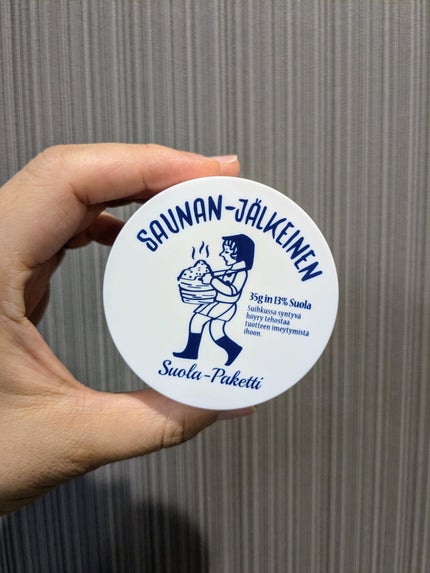 SAUNAN-JÄLKEINEN
35g in 13% Suola
Suihkussa syntyvä
höyry tehostaa
tuotteen imeytymistä
ihoon.
Suola-Paketti